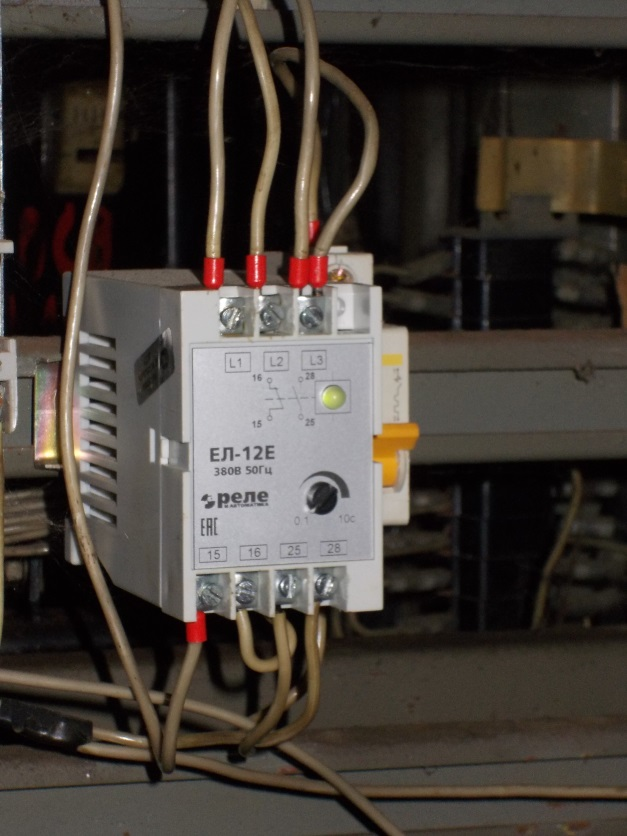 L1 L2 L3
16 28
15 25
ЕЛ-12Е
380В 50Гц
реле
И АВТОМАТИКА
0.1 10с
EAC
15 16 25 28